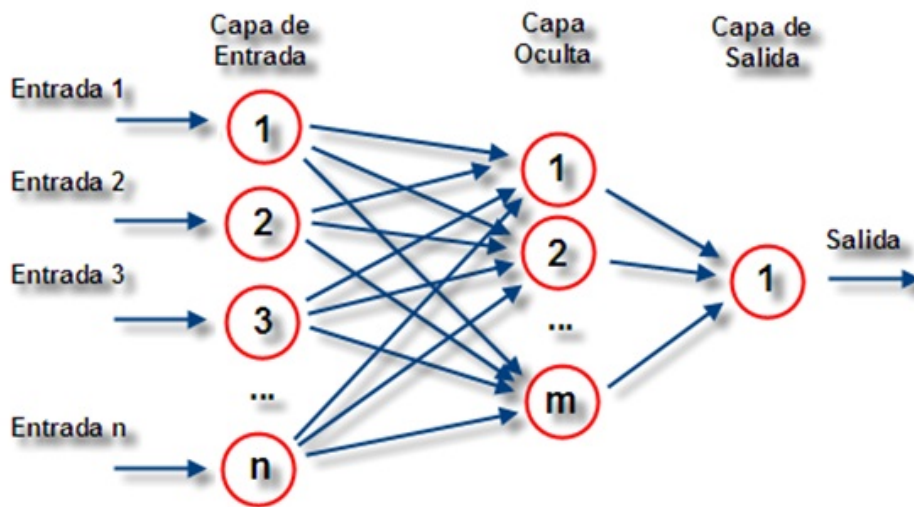 Capa de
Entrada
Capa
Oculta
Capa de
Salida
Entrada 1
1
1
Entrada 2
2
2
Salida
1
Entrada 3
3
...
...
m
Entrada n
n